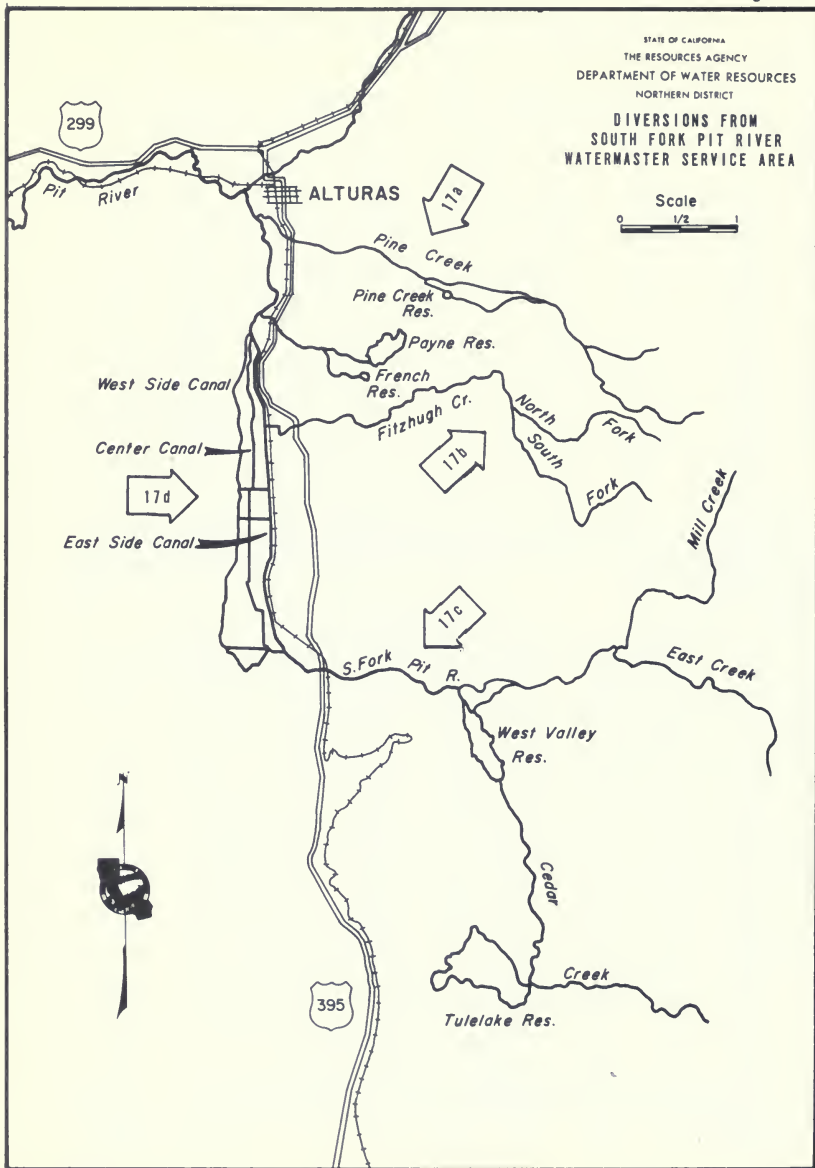 STATE OF CALIFORNIA
THE RESOURCES AGENCY
DEPARTMENT OF WATER RESOURCES
NORTHERN DISTRICT
DIVERSIONS FROM
SOUTH FORK PIT RIVER
WATERMASTER SERVICE AREA
Scale
0 1/2 1
299
Pit River
ALTURAS
17a
Pine Creek
Pine Creek
Res.
Payne Res.
French
Res.
West Side Canal
Fitzhugh Cr.
North Fork
South Fork
Center Canal
17b
17d
Mill Creek
East Side Canal
17c
S. Fork Pit R.
East Creek
West Valley
Res.
N
Cedar Creek
395
Tulelake Res.